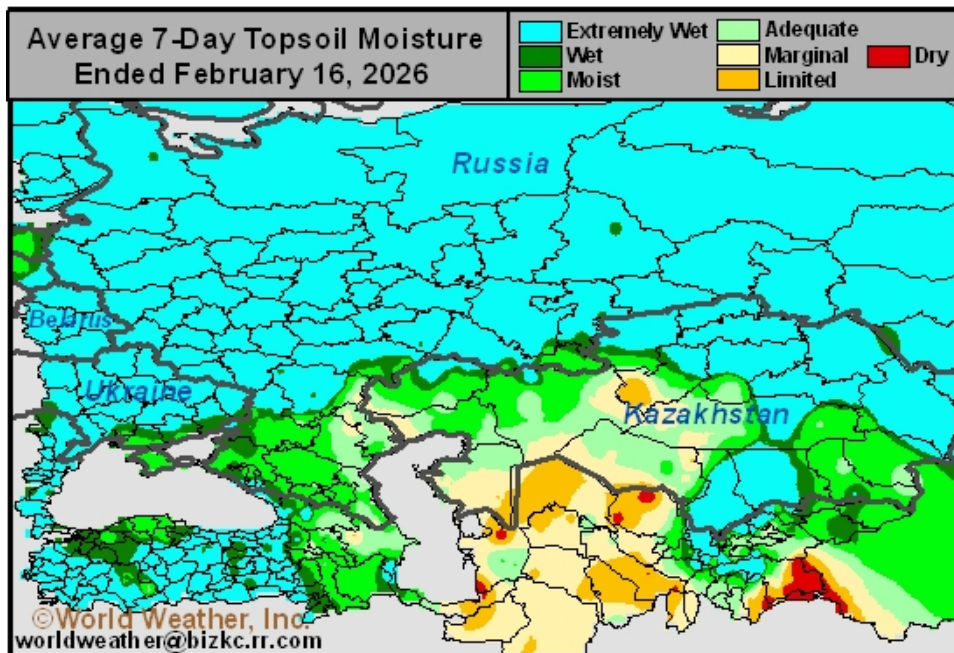 Average 7-Day Topsoil Moisture
Ended February 16, 2026
Extremely Wet
Wet
Moist
Adequate
Marginal
Limited
Dry
Russia
Belarus
Ukraine
Kazakhstan
©World Weather, Inc.
worldweather@bizkc.rr.com